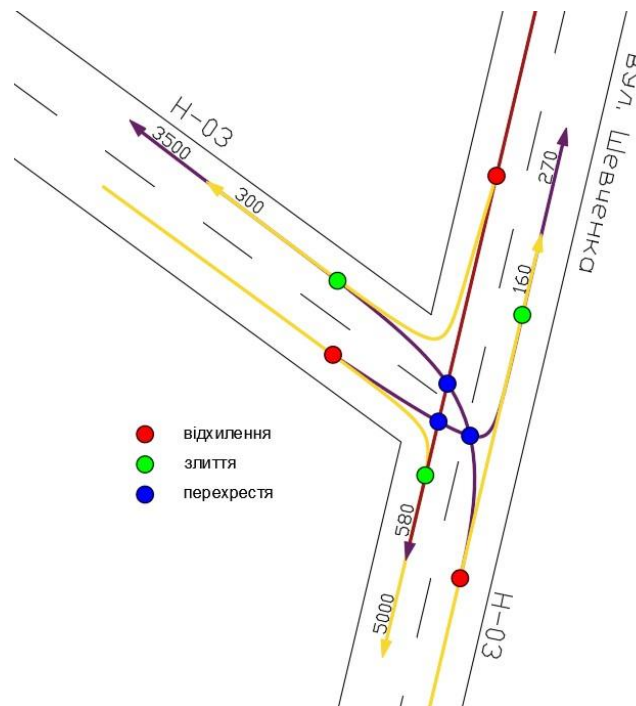 Н-03
3500
300
вул. Шевченка
270
160
відхилення
злиття
перехрестя
580
5000
Н-03